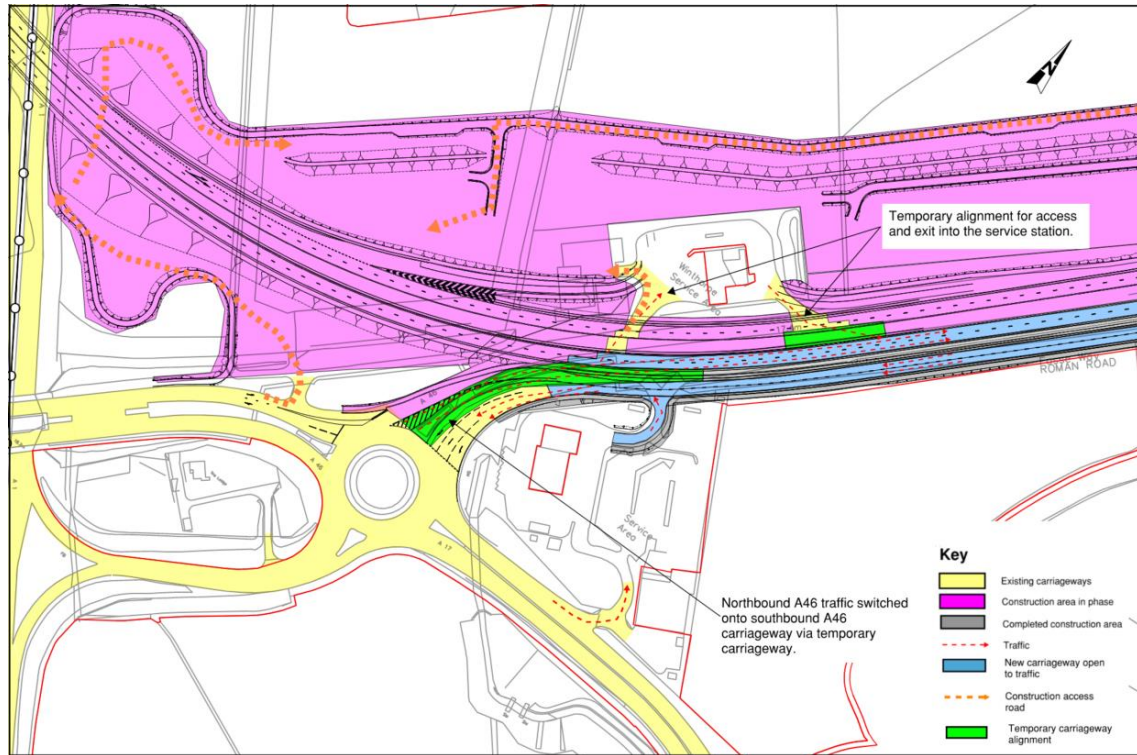 N
Temporary alignment for access
and exit into the service station.
Winthorpe
Service Area
ROMAN ROAD
A 46
A 46
A 17
Service
Area
Northbound A46 traffic switched
onto southbound A46
carriageway via temporary
carriageway.
Key
Existing carriageways
Construction area in phase
Completed construction area
Traffic
New carriageway open
to traffic
Construction access
road
Temporary carriageway
alignment